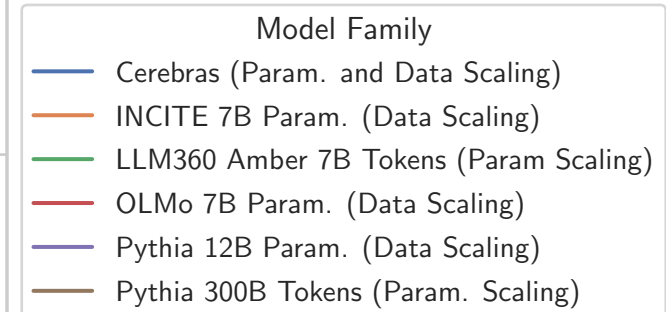 Model Family
Cerebras (Param. and Data Scaling)
INCITE 7B Param. (Data Scaling)
LLM360 Amber 7B Tokens (Param Scaling)
OLMo 7B Param. (Data Scaling)
Pythia 12B Param. (Data Scaling)
Pythia 300B Tokens (Param. Scaling)